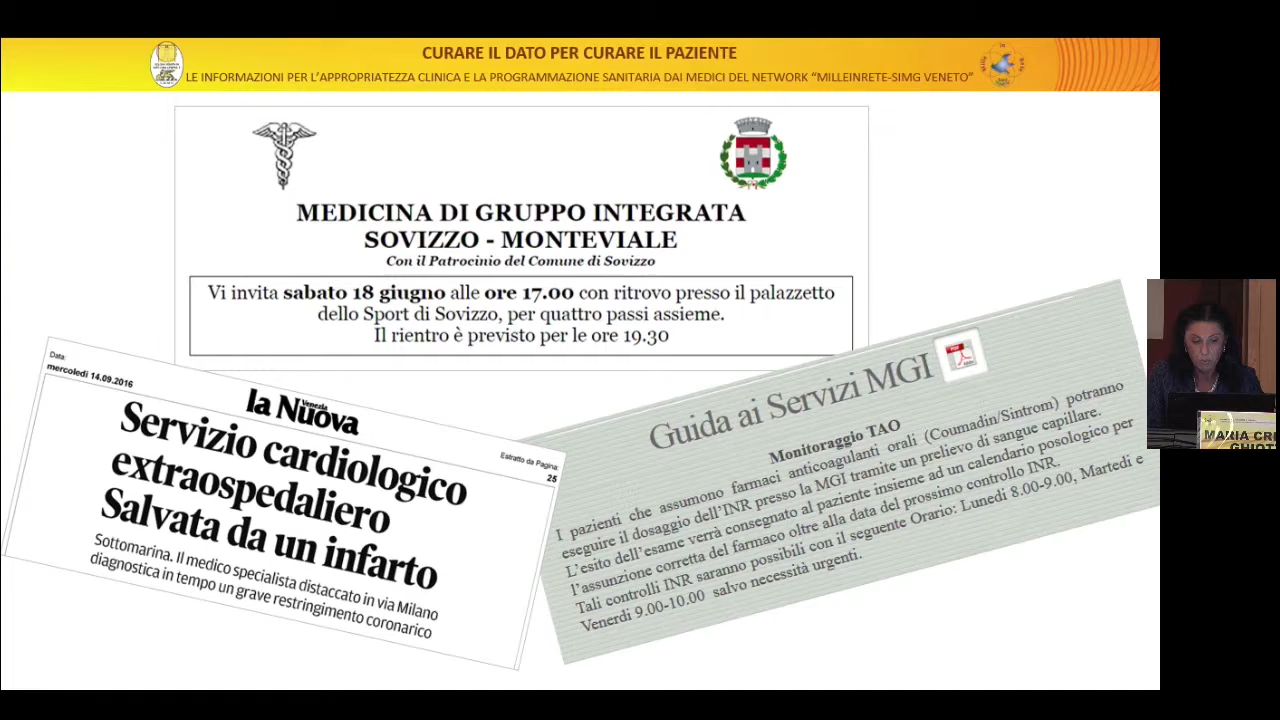 CURARE IL DATO PER CURARE IL PAZIENTE
LE INFORMAZIONI PER L'APPROPRIATEZZA CLINICA E LA PROGRAMMAZIONE SANITARIA DAI MEDICI DEL NETWORK "MILLEINRETE-SIMG VENETO"
MEDICINA DI GRUPPO INTEGRATA
SOVIZZO - MONTEVIALE
Con il Patrocinio del Comune di Sovizzo
Vi invita sabato 18 giugno alle ore 17.00 con ritrovo presso il palazzetto
dello Sport di Sovizzo, per quattro passi assieme.
Il rientro è previsto per le ore 19.30
Data:
mercoledì 14.09.2016
la Nuova
Venezia
Estratto da Pagina:
25
Servizio cardiologico
extraospedaliero
Salvata da un infarto
Sottomarina. Il medico specialista distaccato in via Milano
diagnostica in tempo un grave restringimento coronarico
Guida ai Servizi MGI
PDF
Monitoraggio TAO
I pazienti che assumono farmaci anticoagulanti orali (Coumadin/Sintrom) potranno
eseguire il dosaggio dell'INR presso la MGI tramite un prelievo di sangue capillare.
L'esito dell'esame verrà consegnato al paziente insieme ad un calendario posologico per
l'assunzione corretta del farmaco oltre alla data del prossimo controllo INR.
Tali controlli INR saranno possibili con il seguente Orario: Lunedi 8.00-9.00, Martedi e
Venerdi 9.00-10.00 salvo necessità urgenti.
MARIA CRI
GHIOT